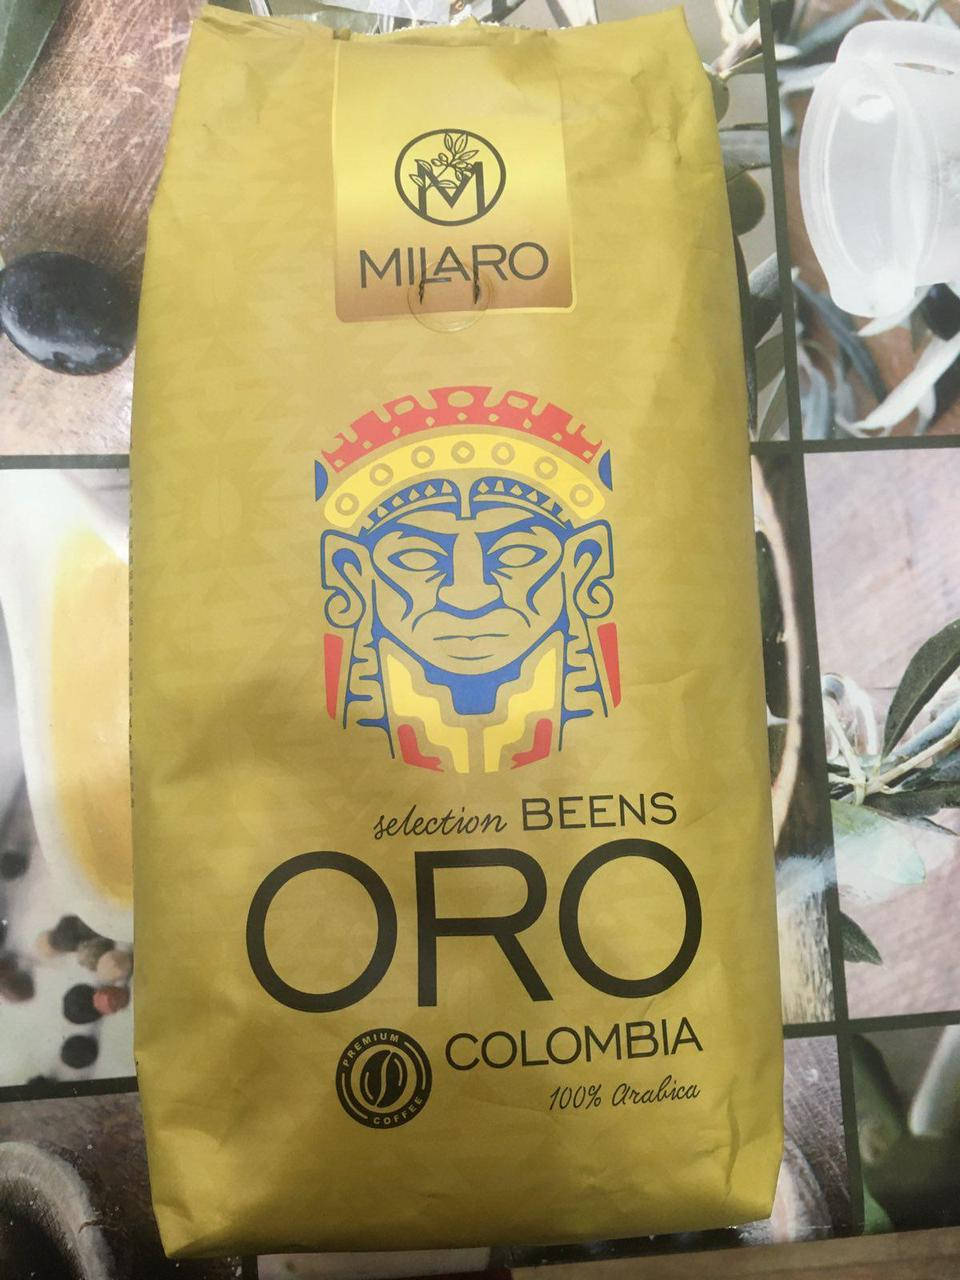 M
MILARO
selection BEENS
ORO
PREMIUM
COFFEE
COLOMBIA
100% Arabica